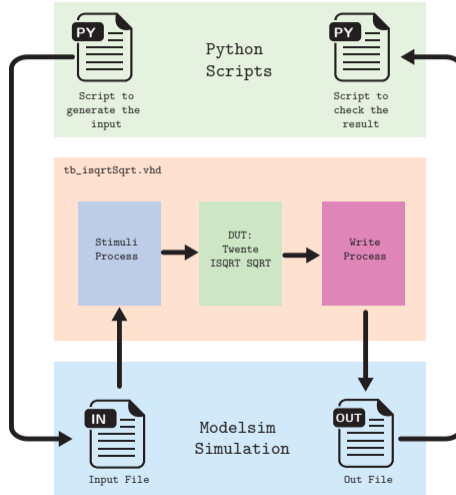 PY
Python
Scripts
PY
Script to
generate the
input
Script to
check the
result
tb_isqrtSqrt.vhd
Stimuli
Process
DUT:
Twente
ISQRT SQRT
Write
Process
IN
Modelsim
Simulation
OUT
Input File
Out File